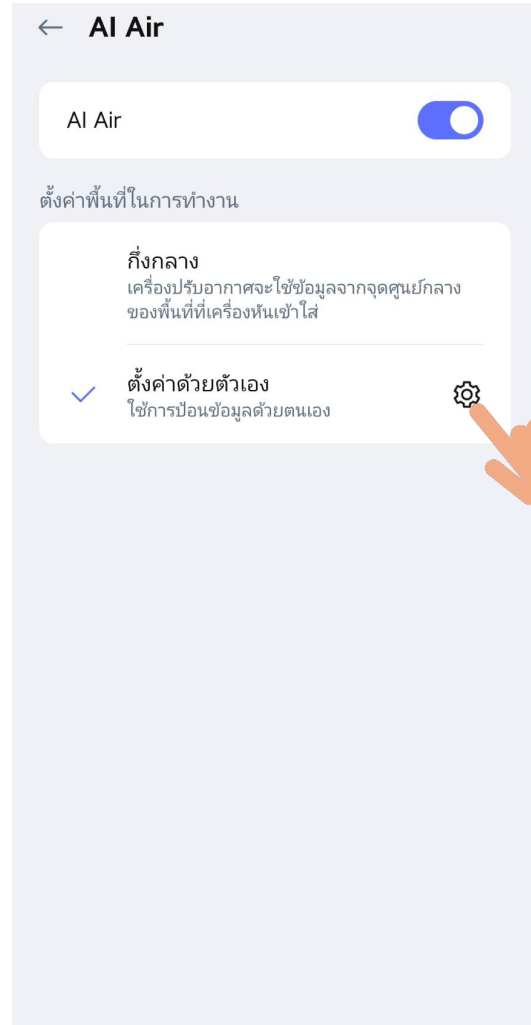 AI Air
AI Air
ตั้งค่าพื้นที่ในการทำงาน
กึ่งกลาง
เครื่องปรับอากาศจะใช้ข้อมูลจากจุดศูนย์กลาง
ของพื้นที่ที่เครื่องหันเข้าใส่
ตั้งค่าด้วยตัวเอง
ใช้การป้อนข้อมูลด้วยตนเอง